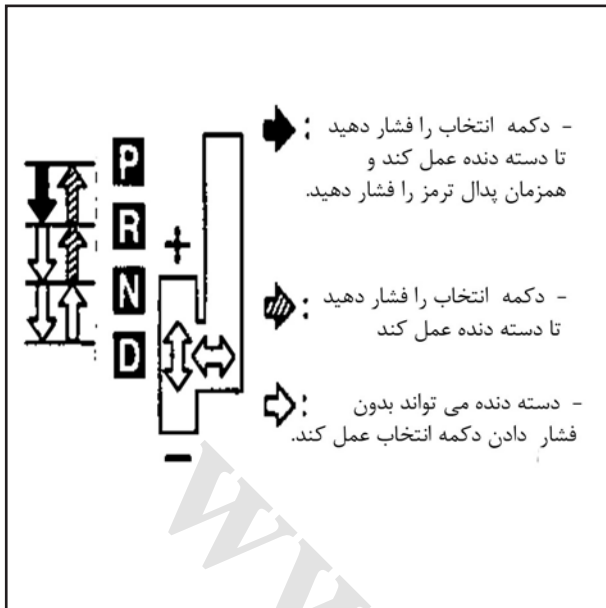 P
R
N
D
+
−
- دکمه انتخاب را فشار دهید
تا دسته دنده عمل کند و
همزمان پدال ترمز را فشار دهید.
- دکمه انتخاب را فشار دهید
تا دسته دنده عمل کند
- دسته دنده می تواند بدون
فشار دادن دکمه انتخاب عمل کند.